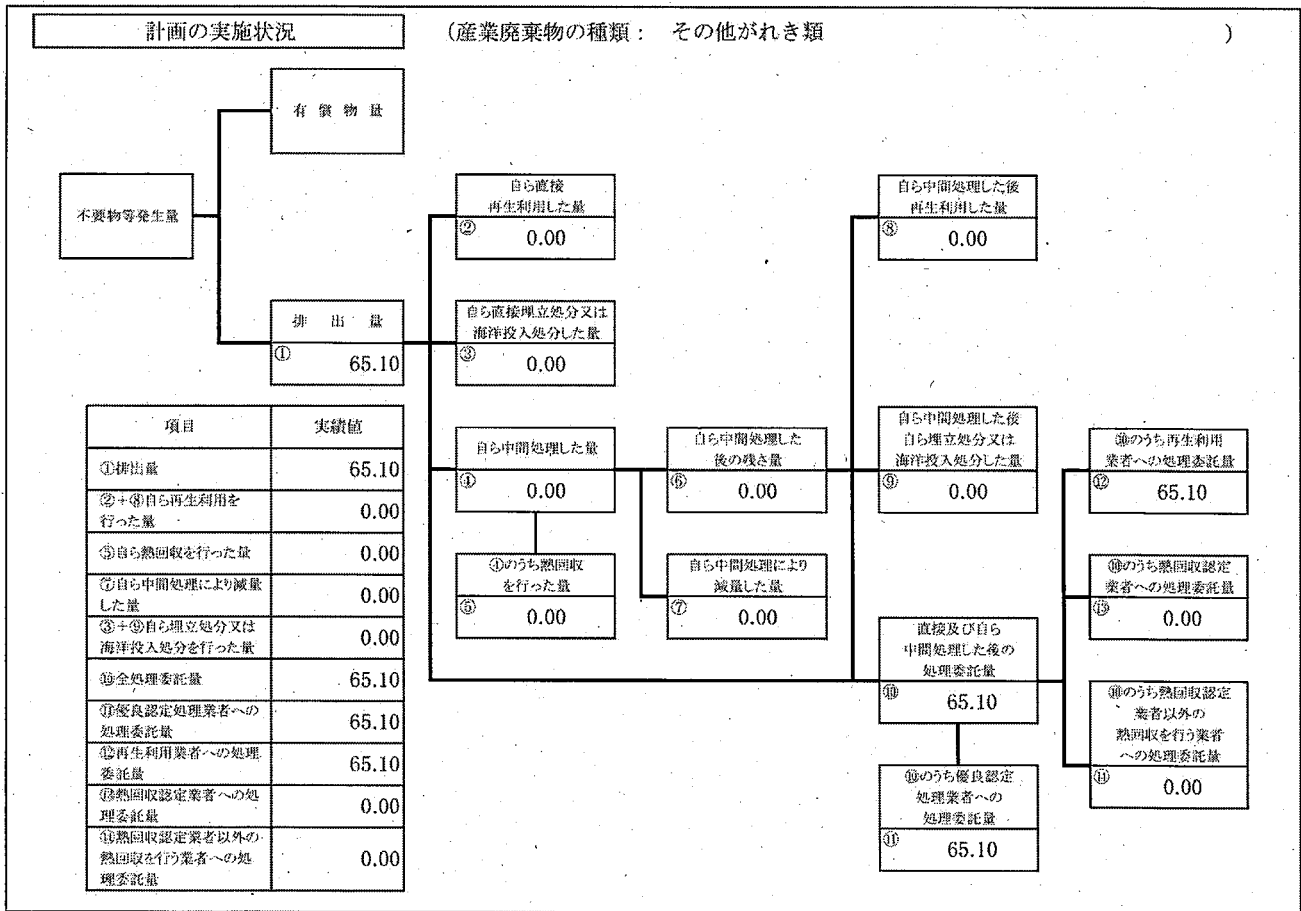 計画の実施状況 (産業廃棄物の種類: その他がれき類 )
有 償 物 量
不要物等発生量
自ら直接
再生利用した量
② 0.00
自ら中間処理した後
再生利用した量
⑧ 0.00
排 出 量
① 65.10
自ら直接埋立処分又は
海洋投入処分した量
③ 0.00
自ら中間処理した量
④ 0.00
自ら中間処理した
後の残さ量
⑥ 0.00
自ら中間処理した後
自ら埋立処分又は
海洋投入処分した量
⑨ 0.00
⑩のうち再生利用
業者への処理委託量
⑫ 65.10
④のうち熱回収
を行った量
⑤ 0.00
自ら中間処理により
減量した量
⑦ 0.00
⑩のうち熱回収認定
業者への処理委託量
⑬ 0.00
直接及び自ら
中間処理した後の
処理委託量
⑩ 65.10
⑩のうち熱回収認定
業者以外の
熱回収を行う業者
への処理委託量
⑭ 0.00
⑩のうち優良認定
処理業者への
処理委託量
⑪ 65.10
項目 実績値
①排出量 65.10
②+⑧自ら再生利用を
行った量 0.00
⑤自ら熱回収を行った量 0.00
⑦自ら中間処理により減量
した量 0.00
③+⑨自ら埋立処分又は
海洋投入処分を行った量 0.00
⑩全処理委託量 65.10
⑪優良認定処理業者への
処理委託量 65.10
⑫再生利用業者への処理
委託量 65.10
⑬熱回収認定業者への処
理委託量 0.00
⑭熱回収認定業者以外の
熱回収を行う業者への処
理委託量 0.00